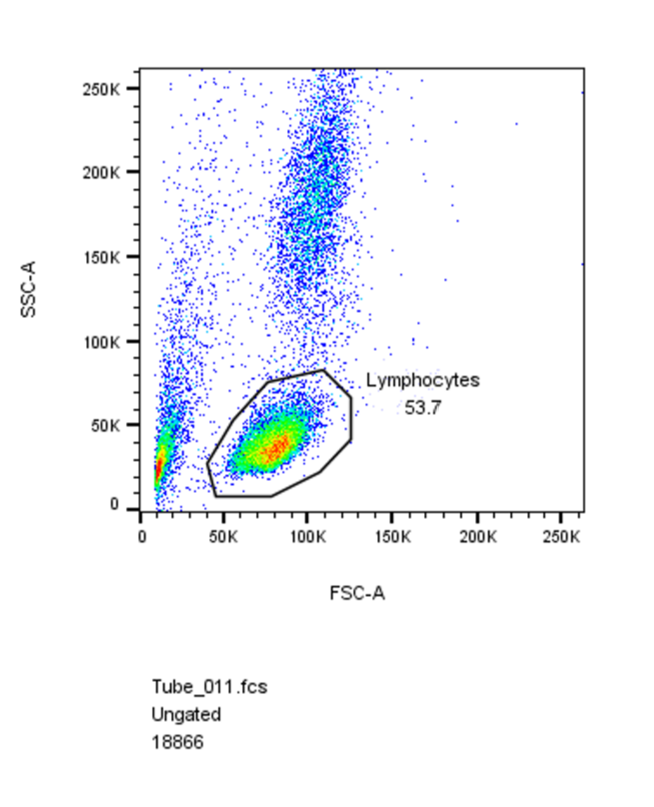 250K
200K
150K
100K
50K
0
SSC-A
Lymphocytes
53.7
0 50K 100K 150K 200K 250K
FSC-A
Tube_011.fcs
Ungated
18866